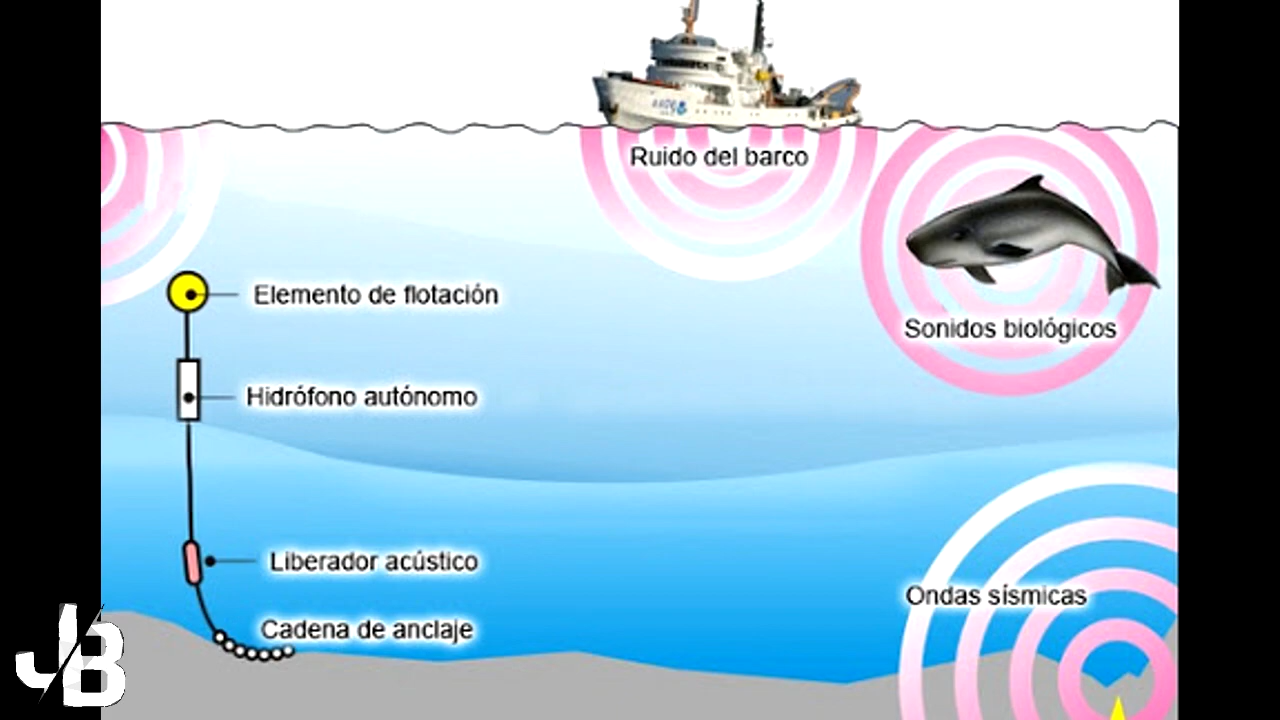 Ruido del barco
Elemento de flotación
Sonidos biológicos
Hidrófono autónomo
Liberador acústico
Ondas sísmicas
Cadena de anclaje
JB